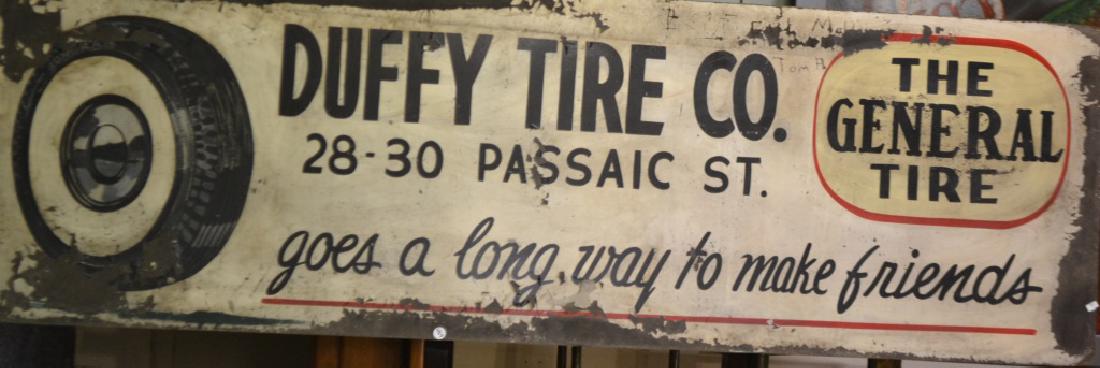 DUFFY TIRE CO.
28-30 PASSAIC ST.
goes a long way to make friends
THE
GENERAL
TIRE